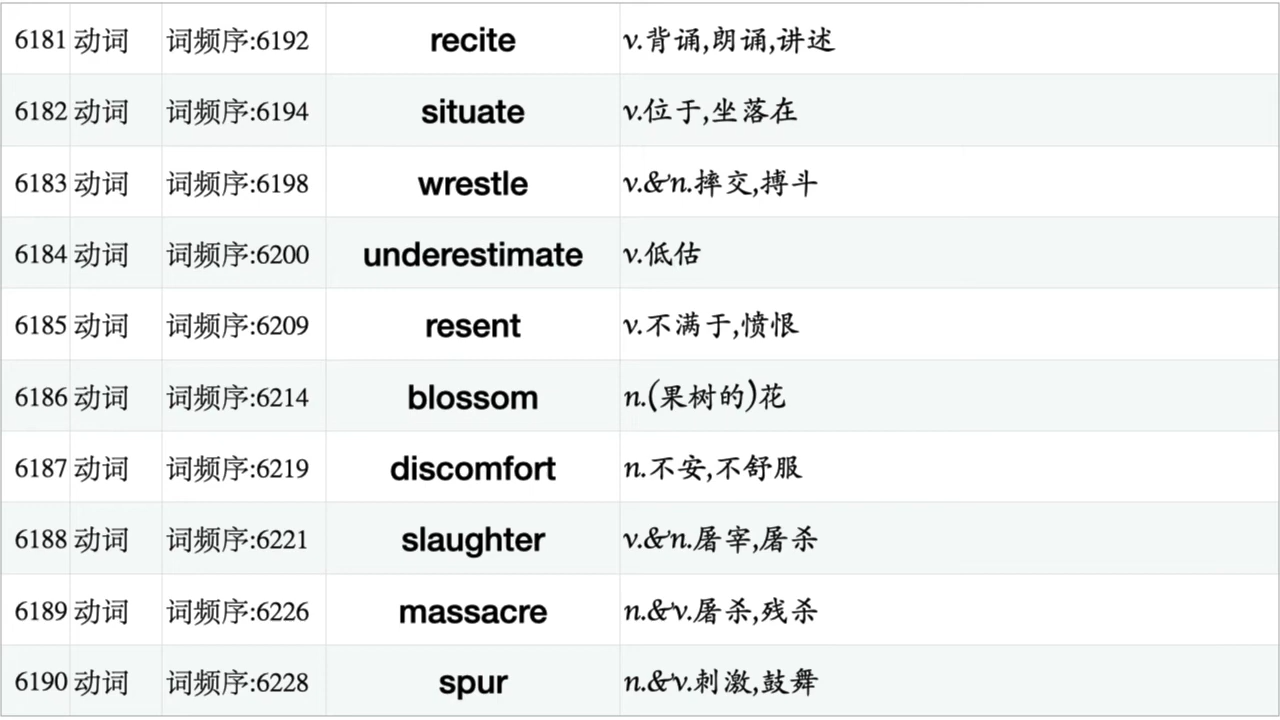 6181 动词 词频序:6192 recite v.背诵,朗诵,讲述
6182 动词 词频序:6194 situate v.位于,坐落在
6183 动词 词频序:6198 wrestle v.&n.摔交,搏斗
6184 动词 词频序:6200 underestimate v.低估
6185 动词 词频序:6209 resent v.不满于,愤恨
6186 动词 词频序:6214 blossom n.(果树的)花
6187 动词 词频序:6219 discomfort n.不安,不舒服
6188 动词 词频序:6221 slaughter v.&n.屠宰,屠杀
6189 动词 词频序:6226 massacre n.&v.屠杀,残杀
6190 动词 词频序:6228 spur n.&v.刺激,鼓舞